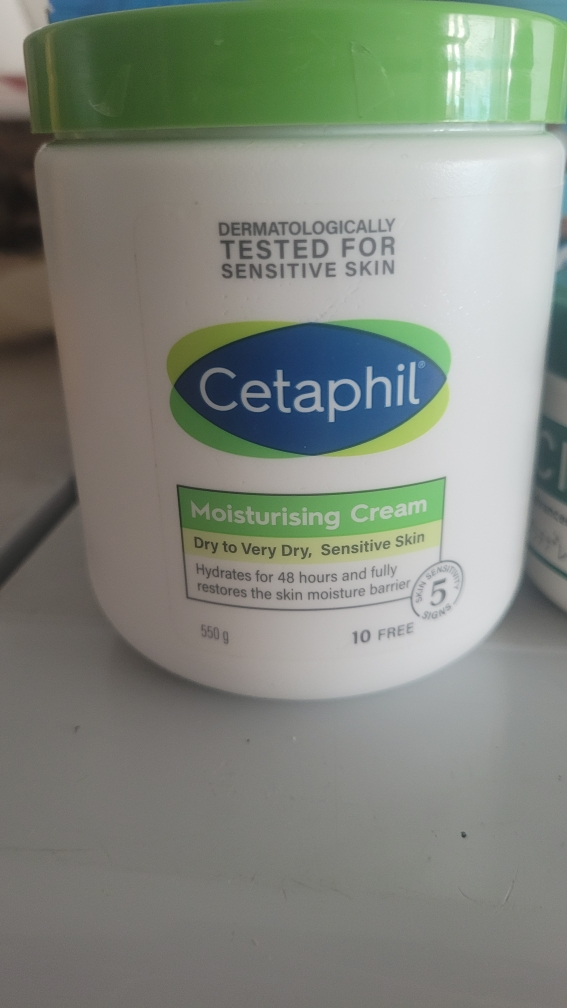 DERMATOLOGICALLY
TESTED FOR
SENSITIVE SKIN
Cetaphil®
Moisturising Cream
Dry to Very Dry, Sensitive Skin
Hydrates for 48 hours and fully
restores the skin moisture barrier
SKIN SENSITIVITY
5
SIGNS
550 g
10 FREE